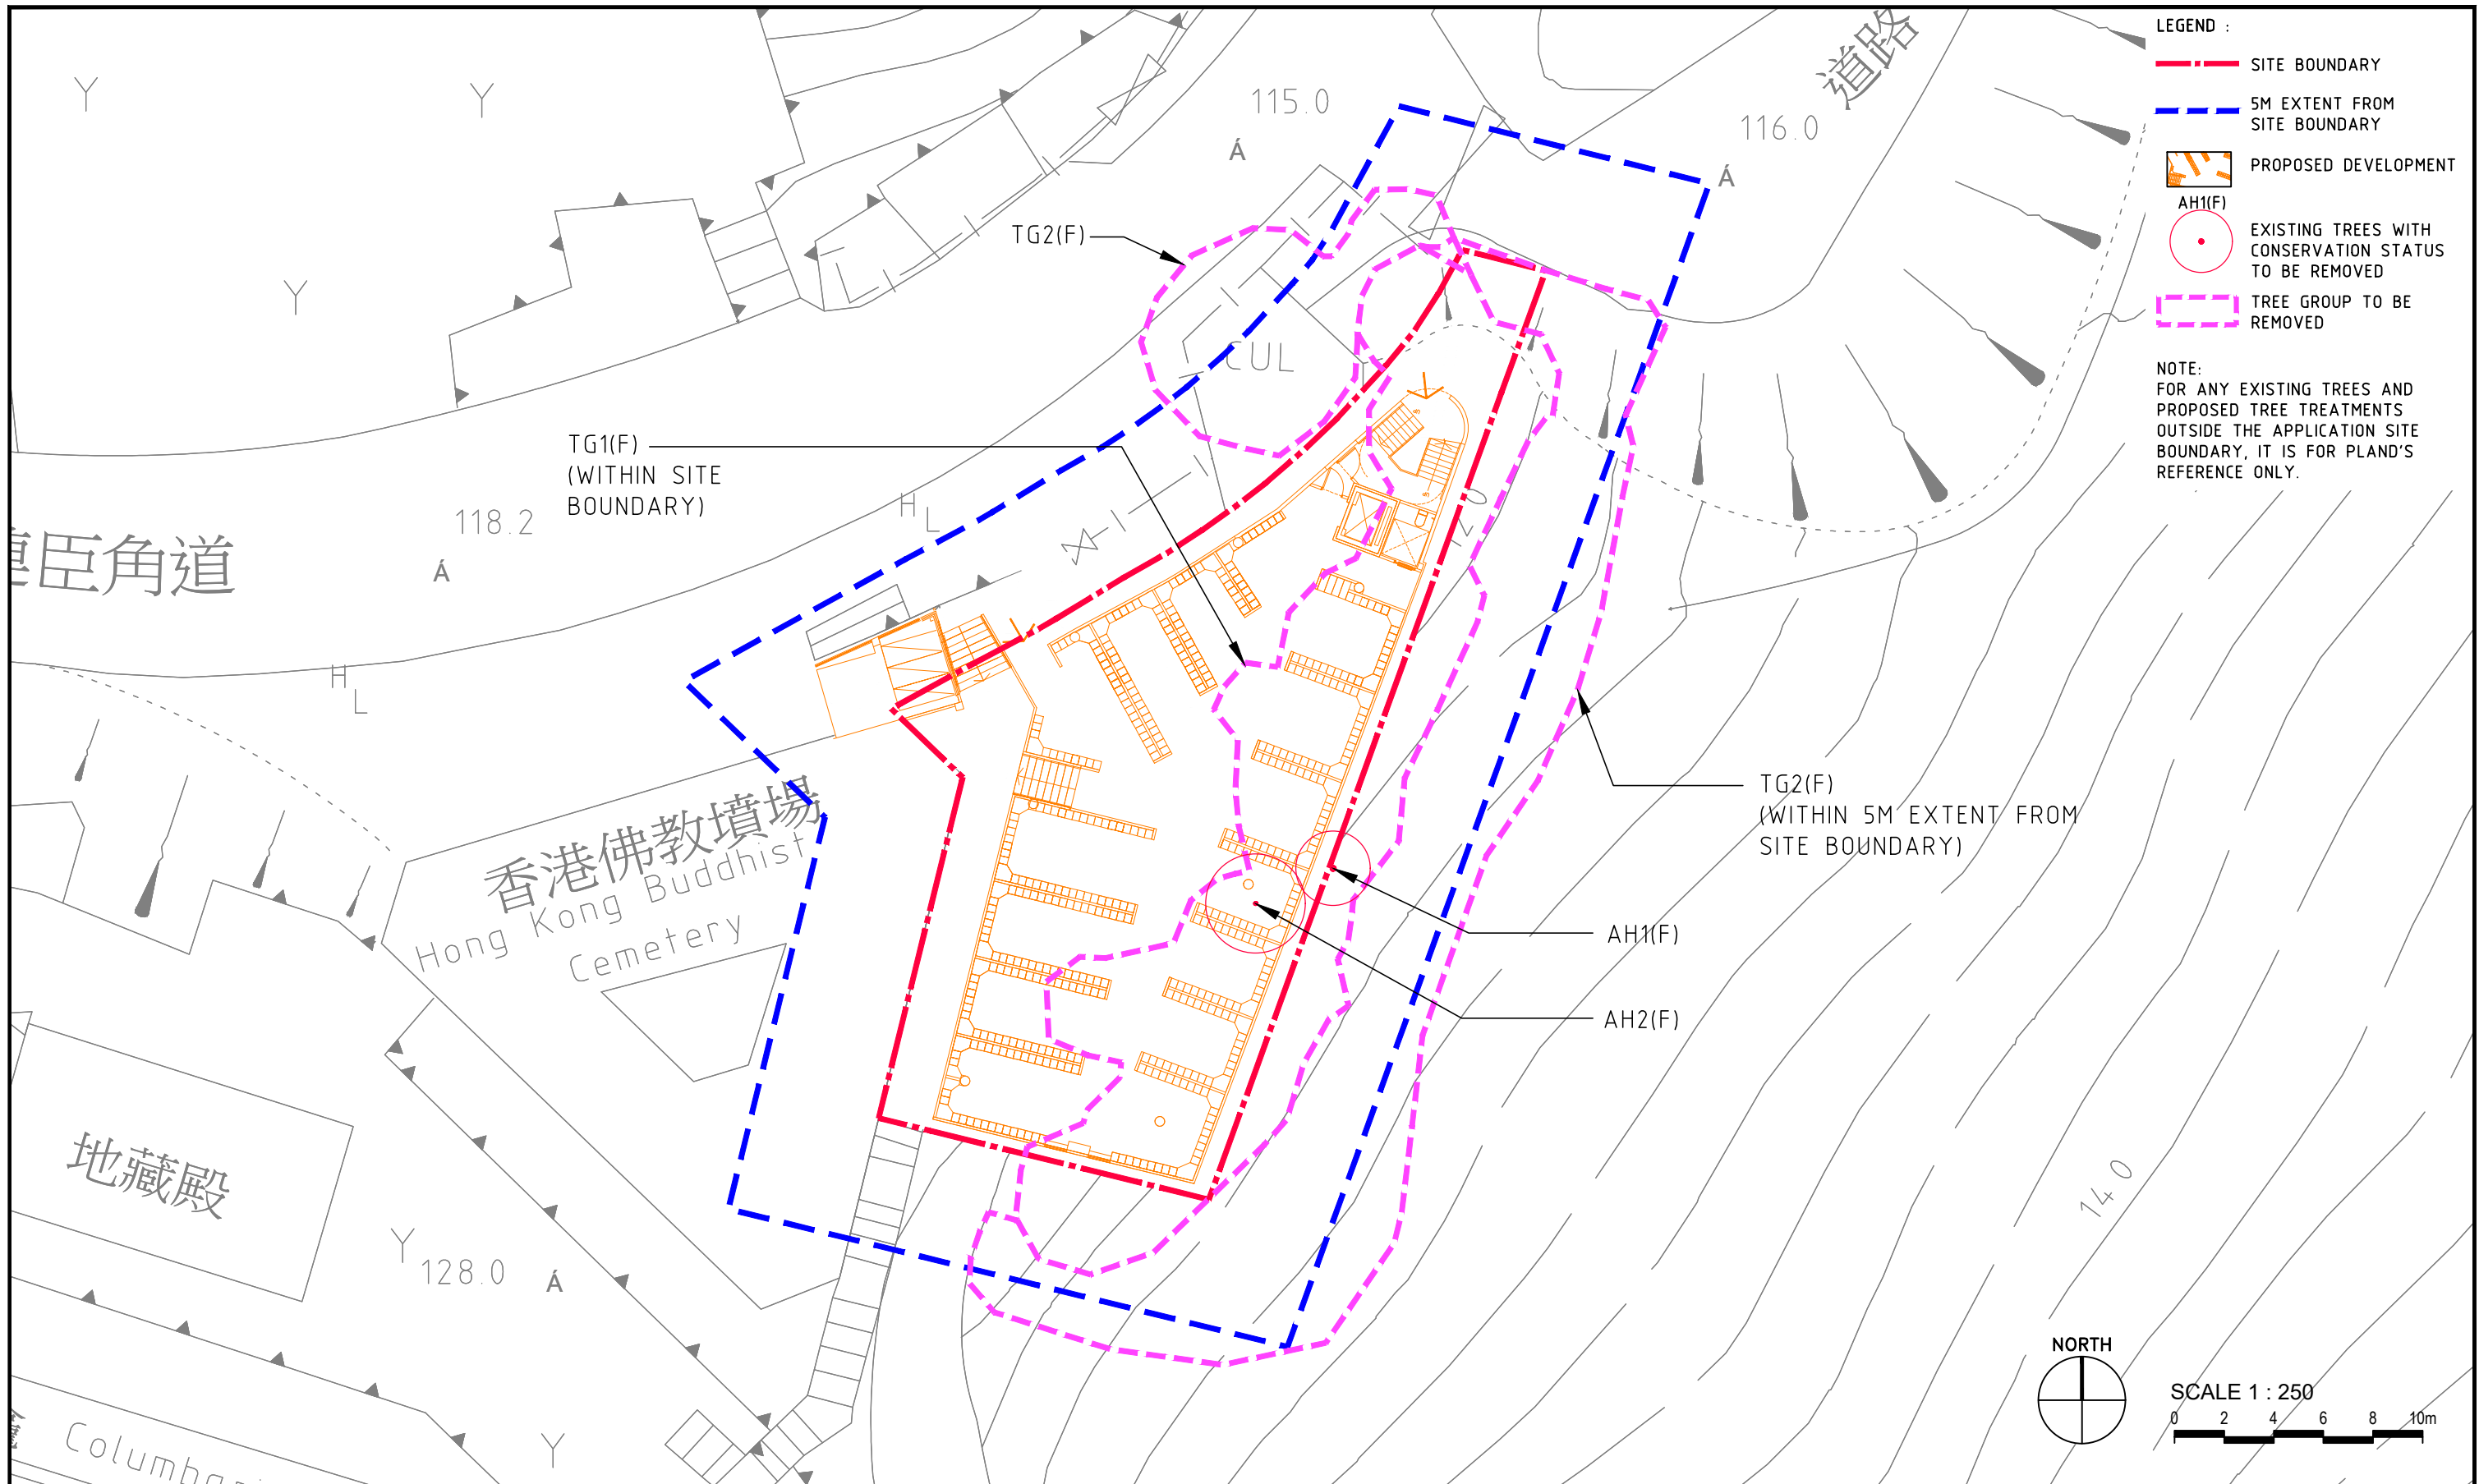 LEGEND :
SITE BOUNDARY
5M EXTENT FROM
SITE BOUNDARY
PROPOSED DEVELOPMENT
AH1(F)
EXISTING TREES WITH
CONSERVATION STATUS
TO BE REMOVED
TREE GROUP TO BE
REMOVED
NOTE:
FOR ANY EXISTING TREES AND
PROPOSED TREE TREATMENTS
OUTSIDE THE APPLICATION SITE
BOUNDARY, IT IS FOR PLAND'S
REFERENCE ONLY.
道路
115.0
Á
116.0
Á
Y
Y
Y
TG2(F)
CUL
TG1(F)
(WITHIN SITE
BOUNDARY)
118.2
Á
H
L
臣角道
H
L
TG2(F)
(WITHIN 5M EXTENT FROM
SITE BOUNDARY)
香港佛教墳場
Hong Kong Buddhist
Cemetery
AH1(F)
AH2(F)
地藏殿
Y
128.0
Á
140
Y
NORTH
SCALE 1 : 250
0 2 4 6 8 10m